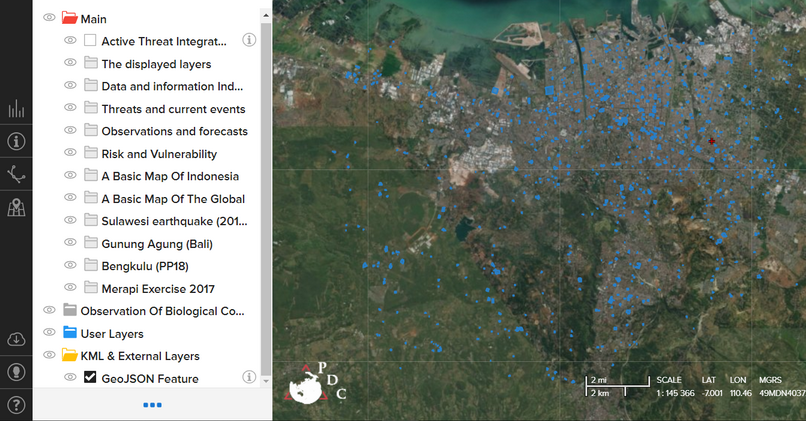 Main
Active Threat Integrat...
The displayed layers
Data and information Ind...
Threats and current events
Observations and forecasts
Risk and Vulnerability
A Basic Map Of Indonesia
A Basic Map Of The Global
Sulawesi earthquake (201...
Gunung Agung (Bali)
Bengkulu (PP18)
Merapi Exercise 2017
Observation Of Biological Co...
User Layers
KML & External Layers
GeoJSON Feature
P
D
C
2 mi
2 km
SCALE LAT LON MGRS
1 : 145 366 -7.001 110.46 49MDN4037